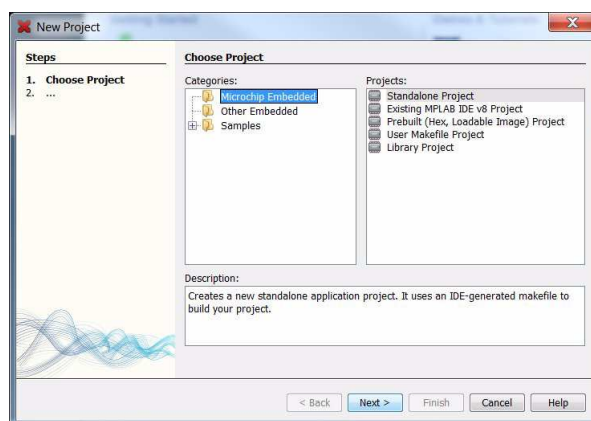 New Project
Steps
1. Choose Project
2. ...
Choose Project
Categories:
Microchip Embedded
Other Embedded
Samples
Projects:
Standalone Project
Existing MPLAB IDE v8 Project
Prebuilt (Hex, Loadable Image) Project
User Makefile Project
Library Project
Description:
Creates a new standalone application project. It uses an IDE-generated makefile to
build your project.
< Back
Next >
Finish
Cancel
Help